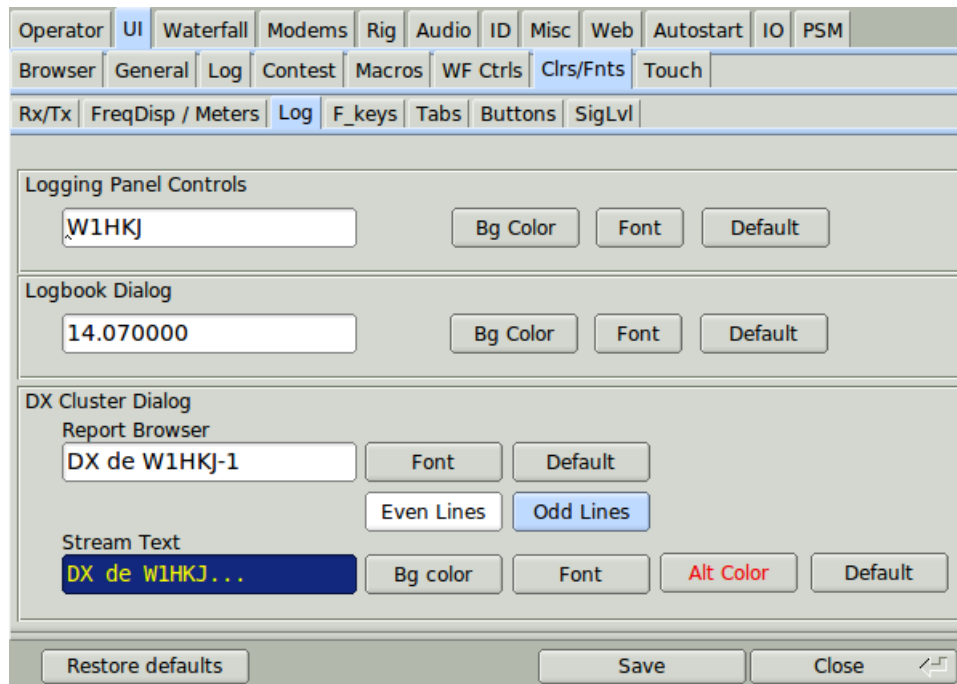 Operator UI Waterfall Modems Rig Audio ID Misc Web Autostart IO PSM
Browser General Log Contest Macros WF Ctrls Clrs/Fnts Touch
Rx/Tx FreqDisp / Meters Log F_keys Tabs Buttons SigLvl
Logging Panel Controls
W1HKJ Bg Color Font Default
Logbook Dialog
14.070000 Bg Color Font Default
DX Cluster Dialog
Report Browser
DX de W1HKJ-1 Font Default
Even Lines Odd Lines
Stream Text
DX de W1HKJ... Bg color Font Alt Color Default
Restore defaults Save Close